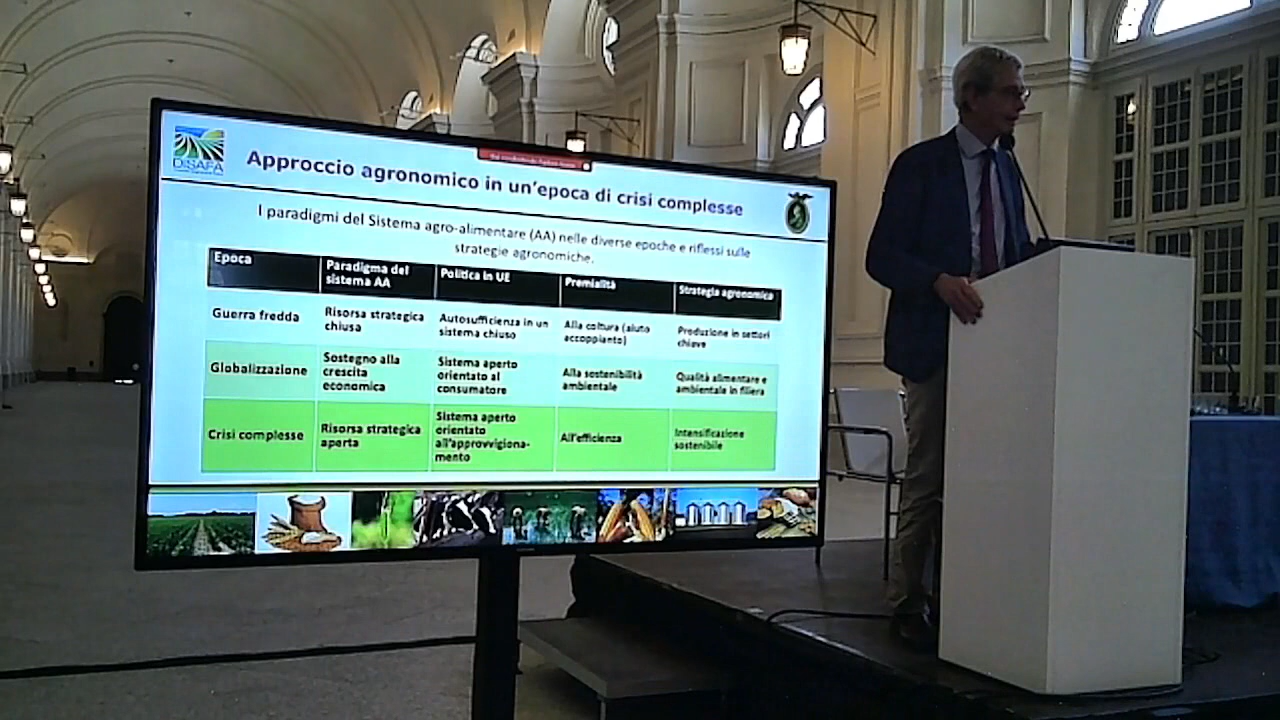 DISAFA
Approccio agronomico in un'epoca di crisi complesse
I paradigmi del Sistema agro-alimentare (AA) nelle diverse epoche e riflessi sulle
strategie agronomiche.
Epoca
Paradigma del
sistema AA
Politica in UE
Premialità
Strategia agronomica
Guerra fredda
Risorsa strategica
chiusa
Autosufficienza in un
sistema chiuso
Alla coltura (aiuto
accoppianto)
Produzione in settori
chiave
Globalizzazione
Sostegno alla
crescita
economica
Sistema aperto
orientato al
consumatore
Alla sostenibilità
ambientale
Qualità alimentare e
ambientale in filiera
Crisi complesse
Risorsa strategica
aperta
Sistema aperto
orientato
all'approvvigiona-
mento
All'efficienza
Intensificazione
sostenibile